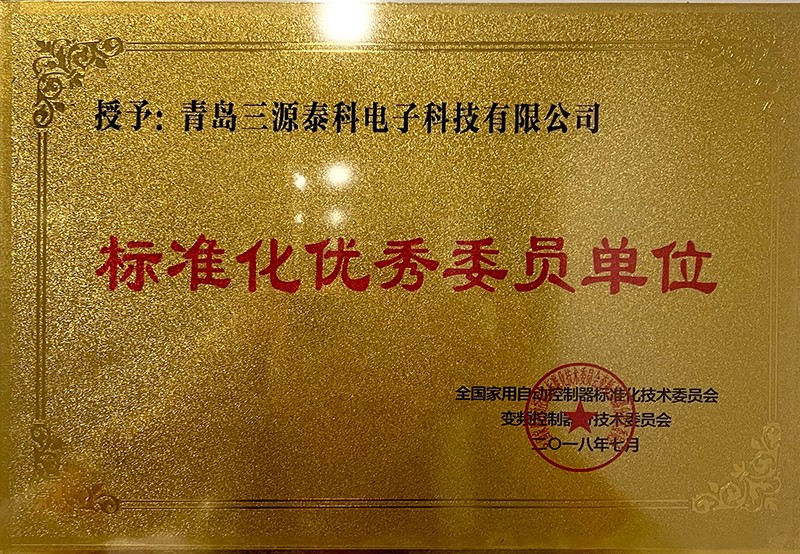 授予：青岛三源泰科电子科技有限公司
标准化优秀委员单位
全国家用自动控制器标准化技术委员会
变频控制器分技术委员会
二〇一八年七月